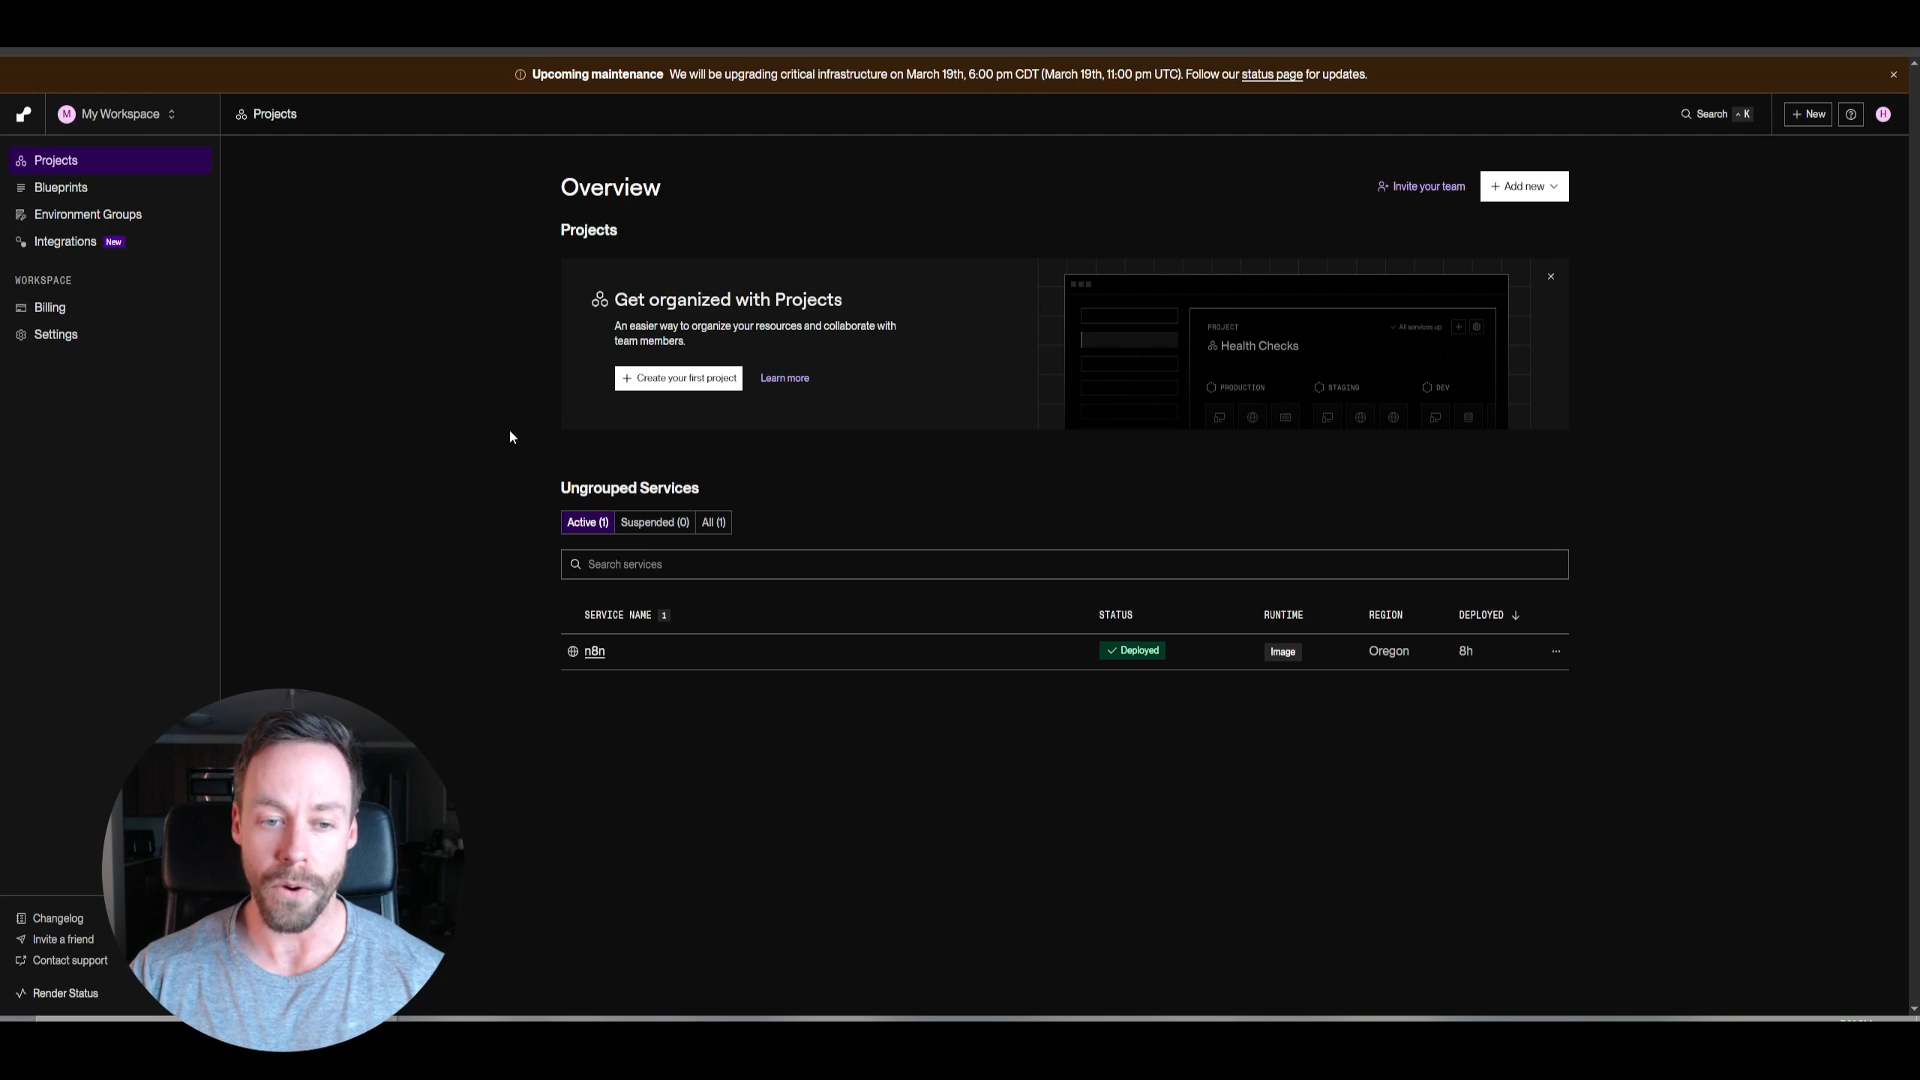 Upcoming maintenance We will be upgrading critical infrastructure on March 19th, 6:00 pm CDT (March 19th, 11:00 pm UTC). Follow our status page for updates.
M My Workspace
Projects
Search ^ K
+ New
H
Projects
Blueprints
Environment Groups
Integrations New
WORKSPACE
Billing
Settings
Overview
Invite your team
+ Add new
Projects
Get organized with Projects
An easier way to organize your resources and collaborate with
team members.
+ Create your first project
Learn more
PROJECT
All services up
Health Checks
PRODUCTION
STAGING
DEV
Ungrouped Services
Active (1) Suspended (0) All (1)
Search services
SERVICE NAME 1 STATUS RUNTIME REGION DEPLOYED
n8n Deployed Image Oregon 8h
Changelog
Invite a friend
Contact support
Render Status